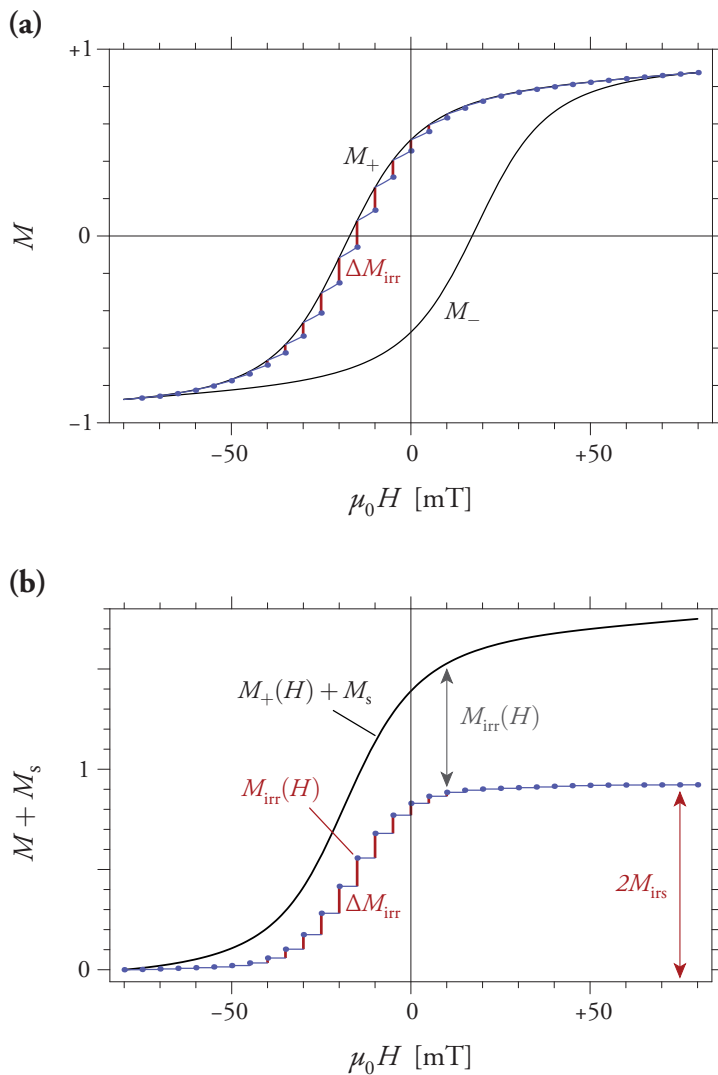 (a)
+1
M₊
M
0
ΔMᵢᵣᵣ
M₋
−1
−50
0
+50
μ₀H [mT]
(b)
M₊(H) + Mₛ
Mᵢᵣᵣ(H)
1
Mᵢᵣᵣ(H)
M + Mₛ
ΔMᵢᵣᵣ
2Mᵢᵣₛ
0
−50
0
+50
μ₀H [mT]